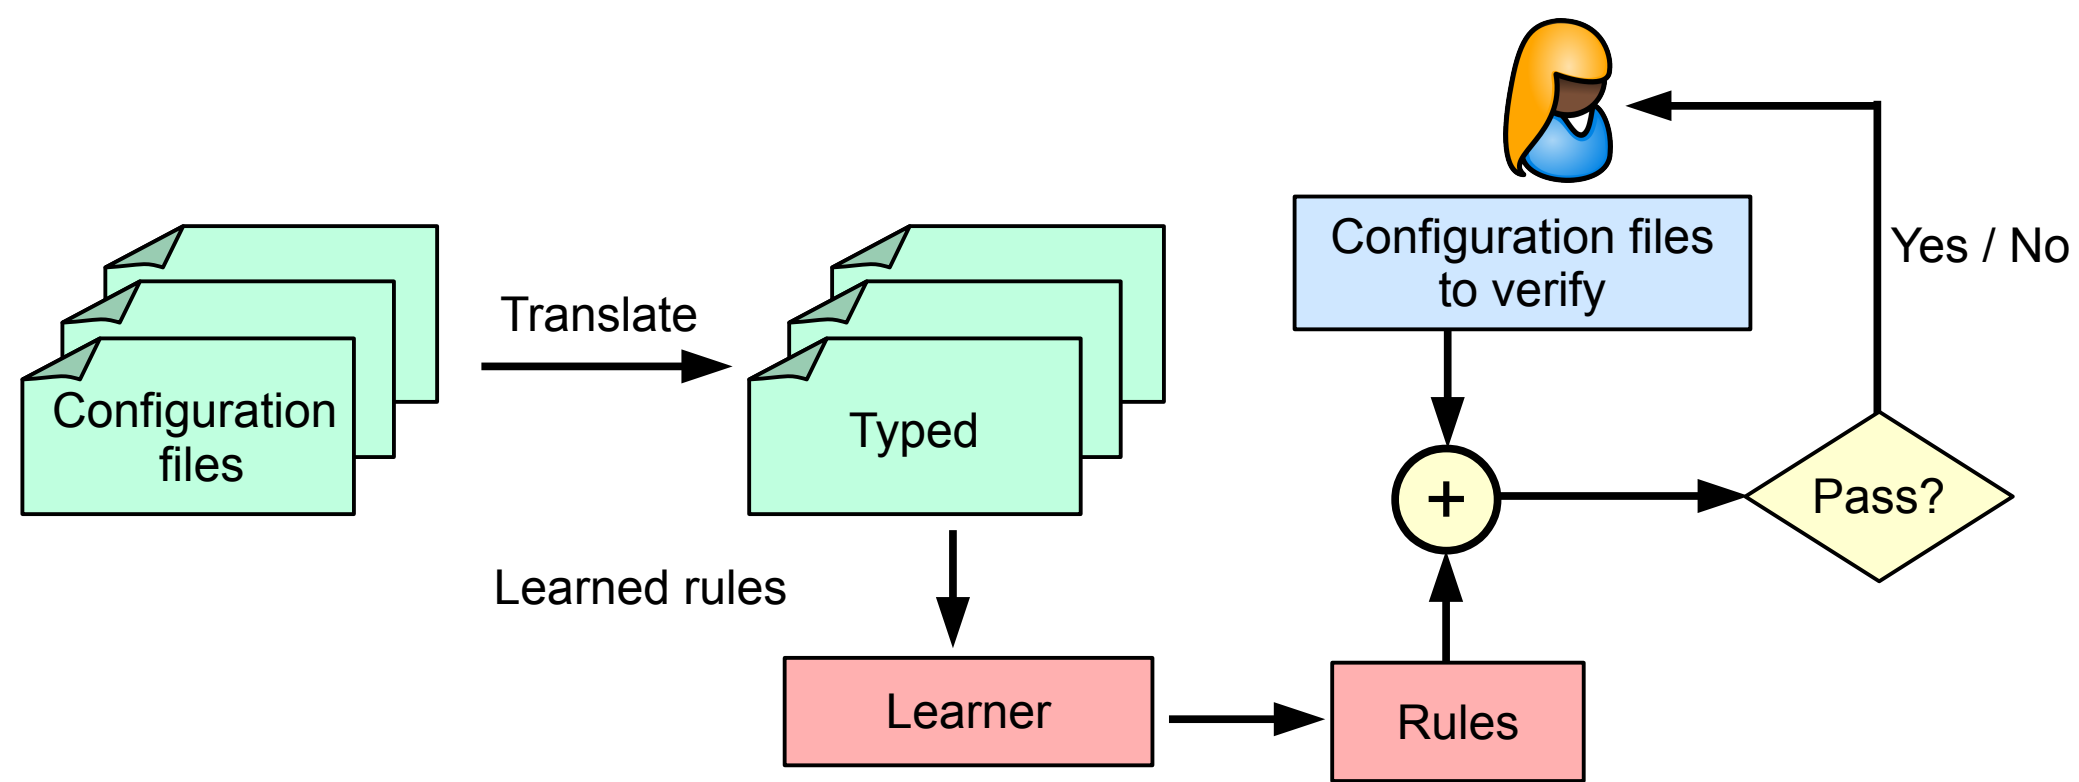 Configuration
files
Translate
Typed
Learned rules
Learner
Rules
Configuration files
to verify
+
Pass?
Yes / No